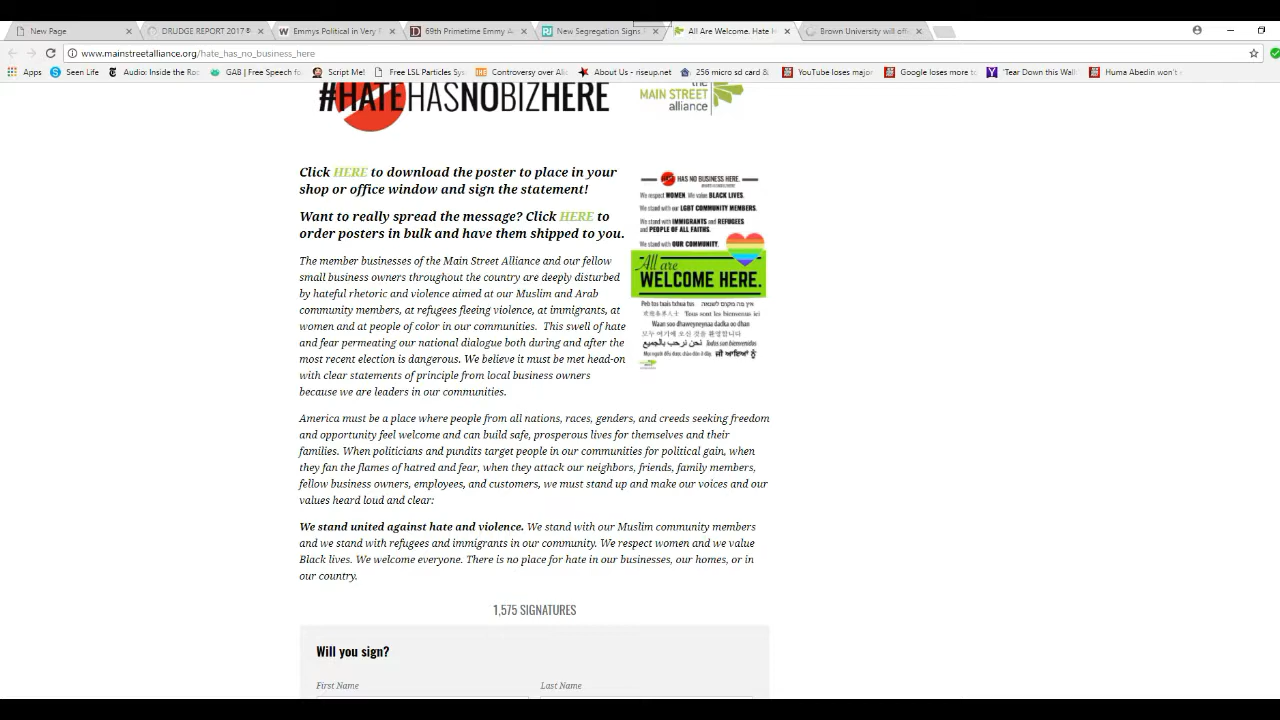 New Page
DRUDGE REPORT 2017®
Emmys Political in Very F
69th Primetime Emmy Aw
New Segregation Signs
All Are Welcome. Hate H
Brown University will off
www.mainstreetalliance.org/hate_has_no_business_here
Apps
Seen Life
Audio: Inside the Roc
GAB | Free Speech fo
Script Me!
Free LSL Particles Sys
Controversy over Alic
About Us - riseup.net
256 micro sd card &
YouTube loses major
Google loses more to
'Tear Down this Wall
Huma Abedin won't s
#HATEHASNOBIZHERE
the
MAIN STREET
alliance
Click HERE to download the poster to place in your
shop or office window and sign the statement!
Want to really spread out message? Click HERE to
order posters in bulk and have them shipped to you.
The member businesses of the Main Street Alliance and our fellow
small business owners throughout the country are deeply disturbed
by hateful rhetoric and violence aimed at our Muslim and Arab
community members, at refugees fleeing violence, at immigrants, at
women and at people of color in our communities. This swell of hate
and fear permeating our national dialogue both during and after the
most recent election is dangerous. We believe it must be met head-on
with clear statements of principle from local business owners
because we are leaders in our communities.
HATE HAS NO BUSINESS HERE.
We respect WOMEN. We value BLACK LIVES.
We stand with our LGBT COMMUNITY MEMBERS.
We stand with IMMIGRANTS and REFUGEES
and PEOPLE OF ALL FAITHS.
We stand with OUR COMMUNITY.
All are
WELCOME HERE.
Tous sont les bienvenus ici
Waan soo dhaweyneynaa dadka oo dhan
نحن نرحب بالجميع
Todos son bienvenidos
America must be a place where people from all nations, races, genders, and creeds seeking freedom
and opportunity feel welcome and can build safe, prosperous lives for themselves and their
families. When politicians and pundits target people in our communities for political gain, when
they fan the flames of hatred and fear, when they attack our neighbors, friends, family members,
fellow business owners, employees, and customers, we must stand up and make our voices and our
values heard loud and clear:
We stand united against hate and violence. We stand with our Muslim community members
and we stand with refugees and immigrants in our community. We respect women and we value
Black lives. We welcome everyone. There is no place for hate in our businesses, our homes, or in
our country.
1,575 SIGNATURES
Will you sign?
First Name
Last Name